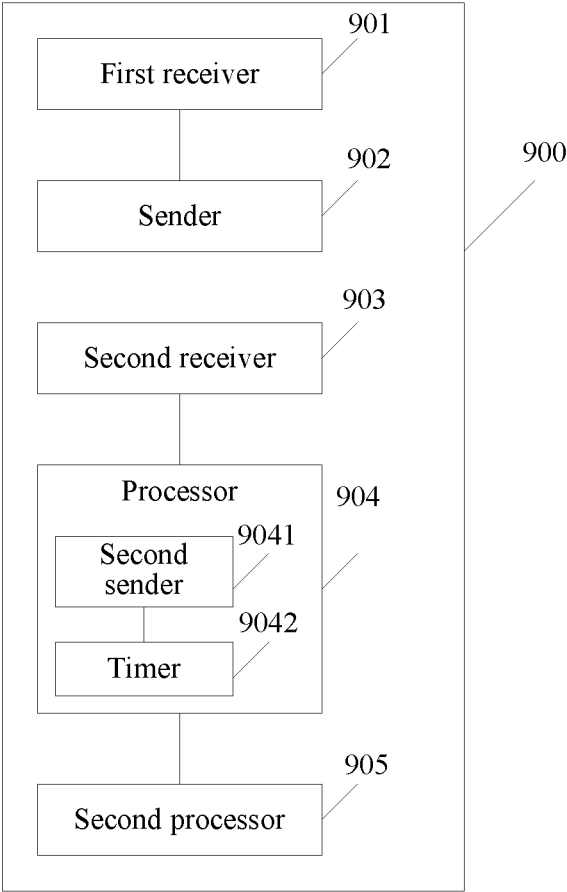 901
First receiver
902
900
Sender
903
Second receiver
Processor
904
9041
Second
sender
9042
Timer
905
Second processor